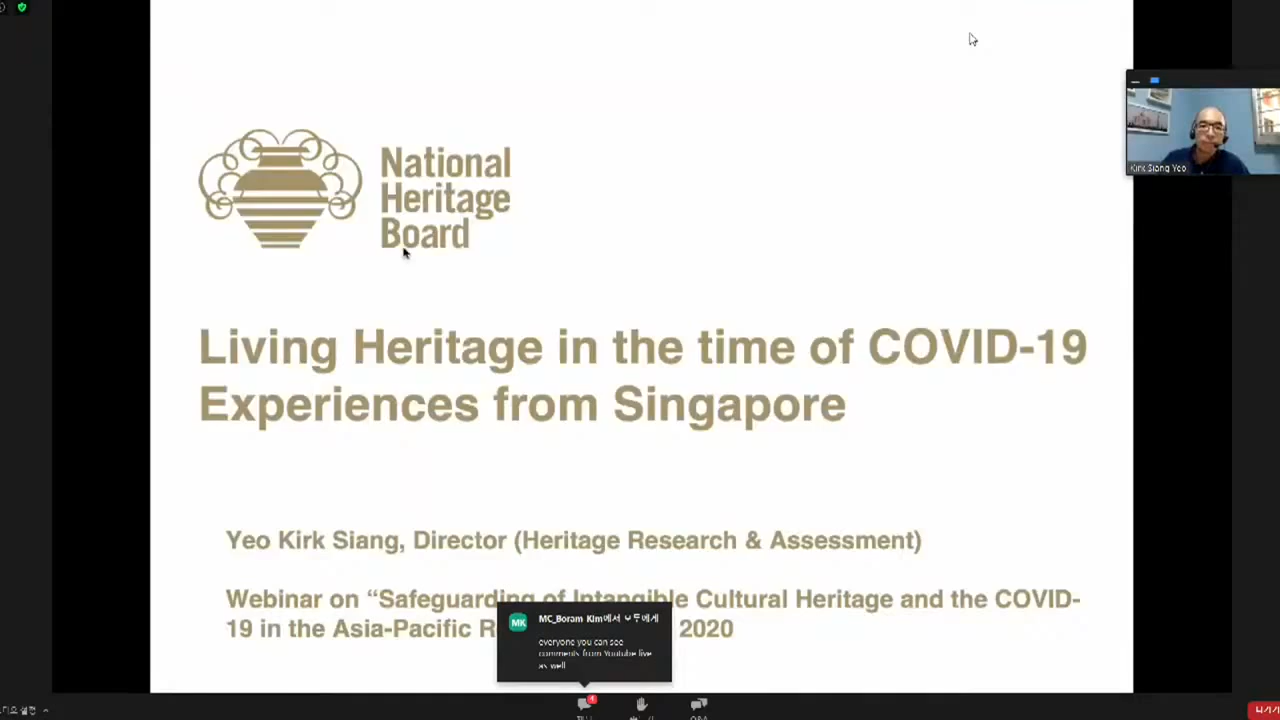 National
Heritage
Board
Kirk Siang Yeo
Living Heritage in the time of COVID-19
Experiences from Singapore
Yeo Kirk Siang, Director (Heritage Research & Assessment)
Webinar on “Safeguarding of Intangible Cultural Heritage and the COVID-
19 in the Asia-Pacific 2020
MK
MC_Boram Kim에서 모두에게
everyone you can see
comments from Youtube live
as well
4
Q&A